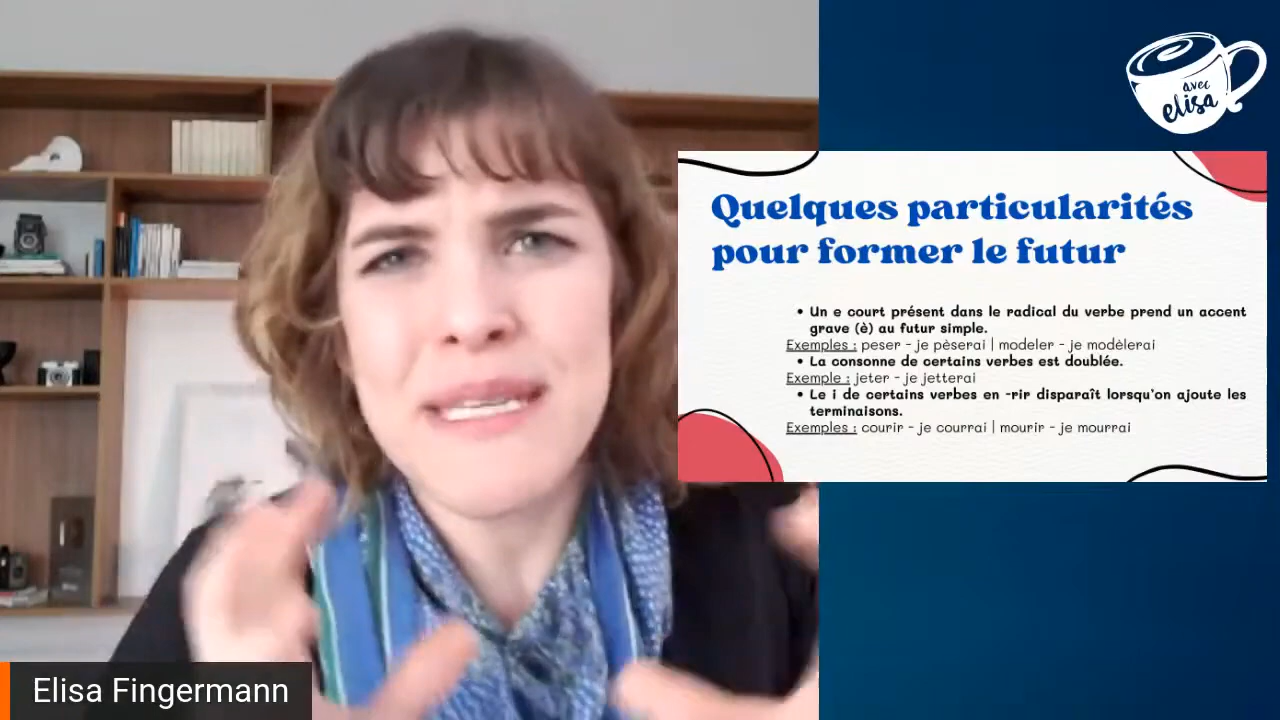 avec
elisa
Quelques particularités
pour former le futur
• Un e court présent dans le radical du verbe prend un accent
grave (è) au futur simple.
Exemples : peser - je pèserai | modeler - je modèlerai
• La consonne de certains verbes est doublée.
Exemple : jeter - je jetterai
• Le i de certains verbes en -rir disparaît lorsqu'on ajoute les
terminaisons.
Exemples : courir - je courrai | mourir - je mourrai
Elisa Fingermann